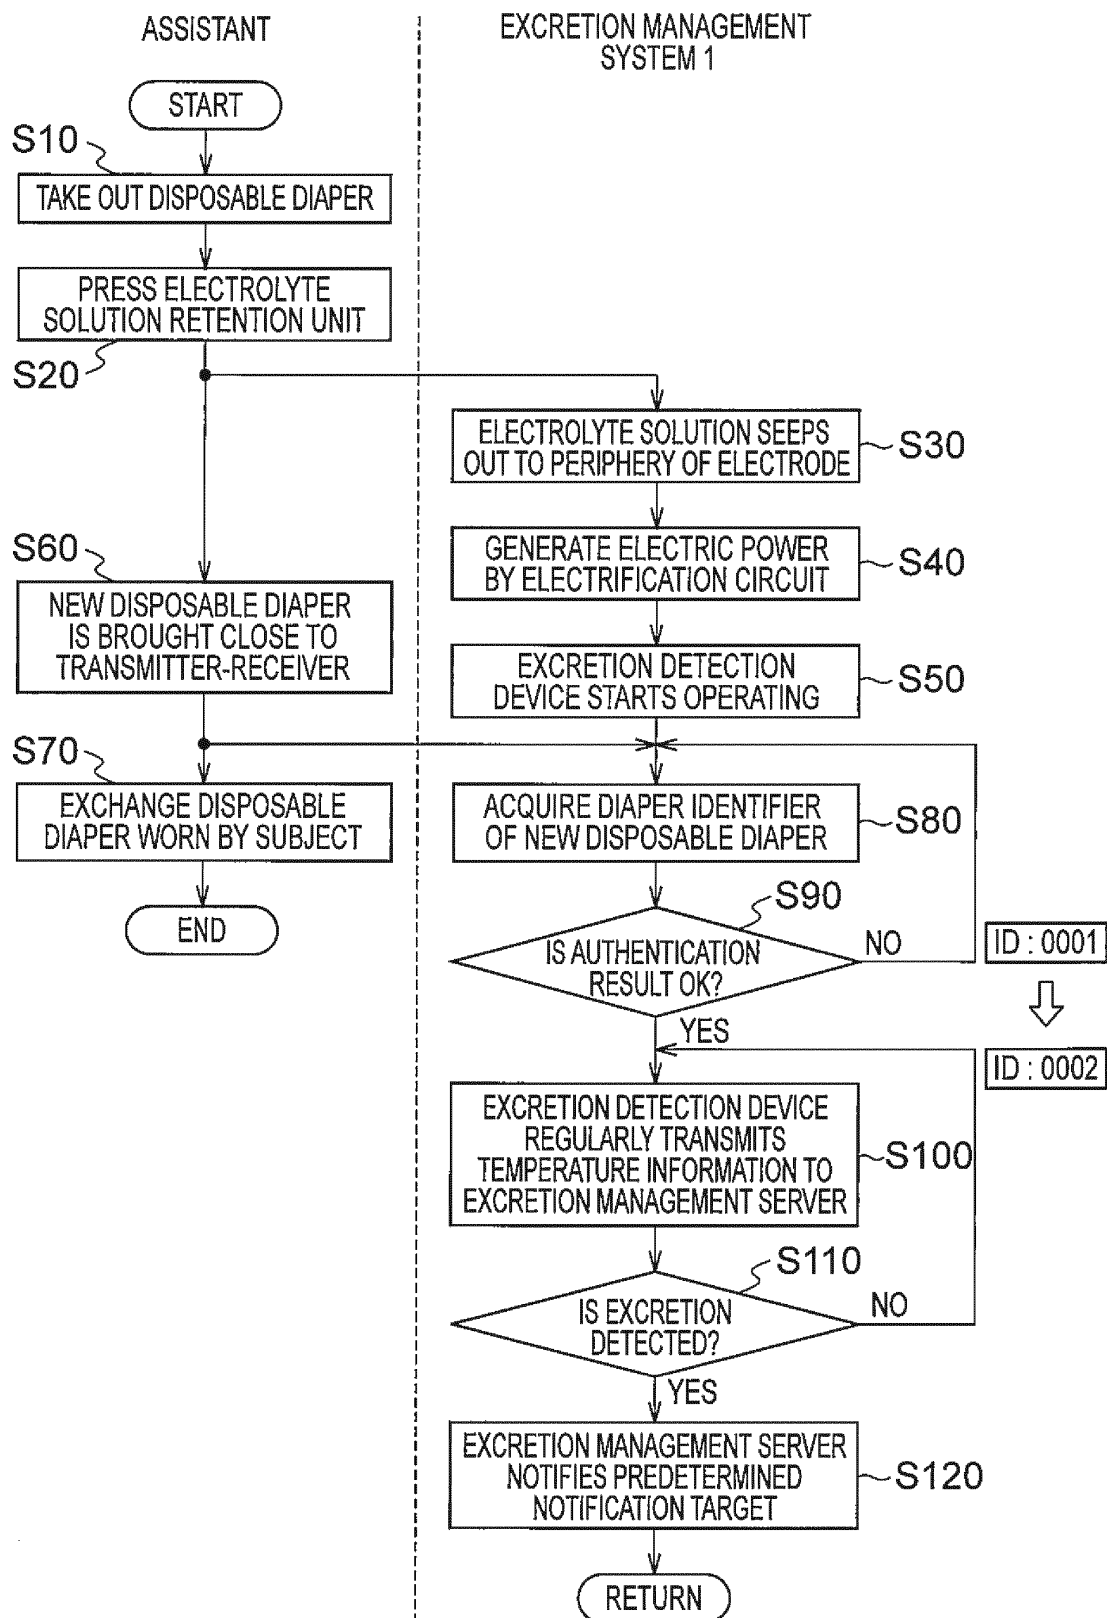 ASSISTANT
EXCRETION MANAGEMENT
SYSTEM 1
START
S10
TAKE OUT DISPOSABLE DIAPER
PRESS ELECTROLYTE
SOLUTION RETENTION UNIT
S20
ELECTROLYTE SOLUTION SEEPS
OUT TO PERIPHERY OF ELECTRODE
S30
GENERATE ELECTRIC POWER
BY ELECTRIFICATION CIRCUIT
S40
S60
NEW DISPOSABLE DIAPER
IS BROUGHT CLOSE TO
TRANSMITTER-RECEIVER
EXCRETION DETECTION
DEVICE STARTS OPERATING
S50
S70
EXCHANGE DISPOSABLE
DIAPER WORN BY SUBJECT
END
ACQUIRE DIAPER IDENTIFIER
OF NEW DISPOSABLE DIAPER
S80
S90
IS AUTHENTICATION
RESULT OK?
NO
YES
ID : 0001
ID : 0002
EXCRETION DETECTION DEVICE
REGULARLY TRANSMITS
TEMPERATURE INFORMATION TO
EXCRETION MANAGEMENT SERVER
S100
S110
IS EXCRETION
DETECTED?
NO
YES
EXCRETION MANAGEMENT SERVER
NOTIFIES PREDETERMINED
NOTIFICATION TARGET
S120
RETURN